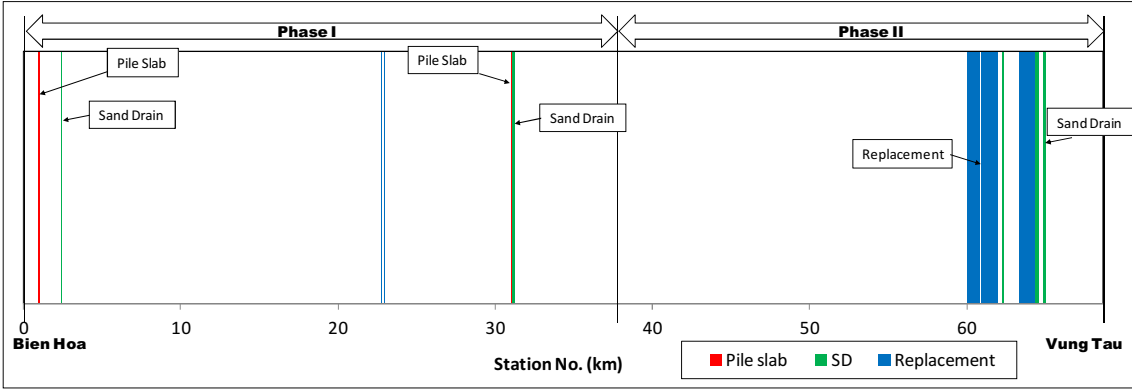 Phase I
Phase II
Pile Slab
Pile Slab
Sand Drain
Sand Drain
Sand Drain
Replacement
0
10
20
30
40
50
60
Bien Hoa
Vung Tau
Station No. (km)
Pile slab
SD
Replacement